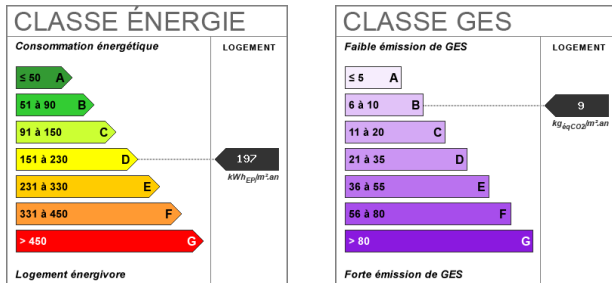 CLASSE ÉNERGIE
Consommation énergétique
LOGEMENT
≤ 50 A
51 à 90 B
91 à 150 C
151 à 230 D
197
kWhEP/m².an
231 à 330 E
331 à 450 F
> 450 G
Logement énergivore
CLASSE GES
Faible émission de GES
LOGEMENT
≤ 5 A
6 à 10 B
9
kgéqCO2/m².an
11 à 20 C
21 à 35 D
36 à 55 E
56 à 80 F
> 80 G
Forte émission de GES